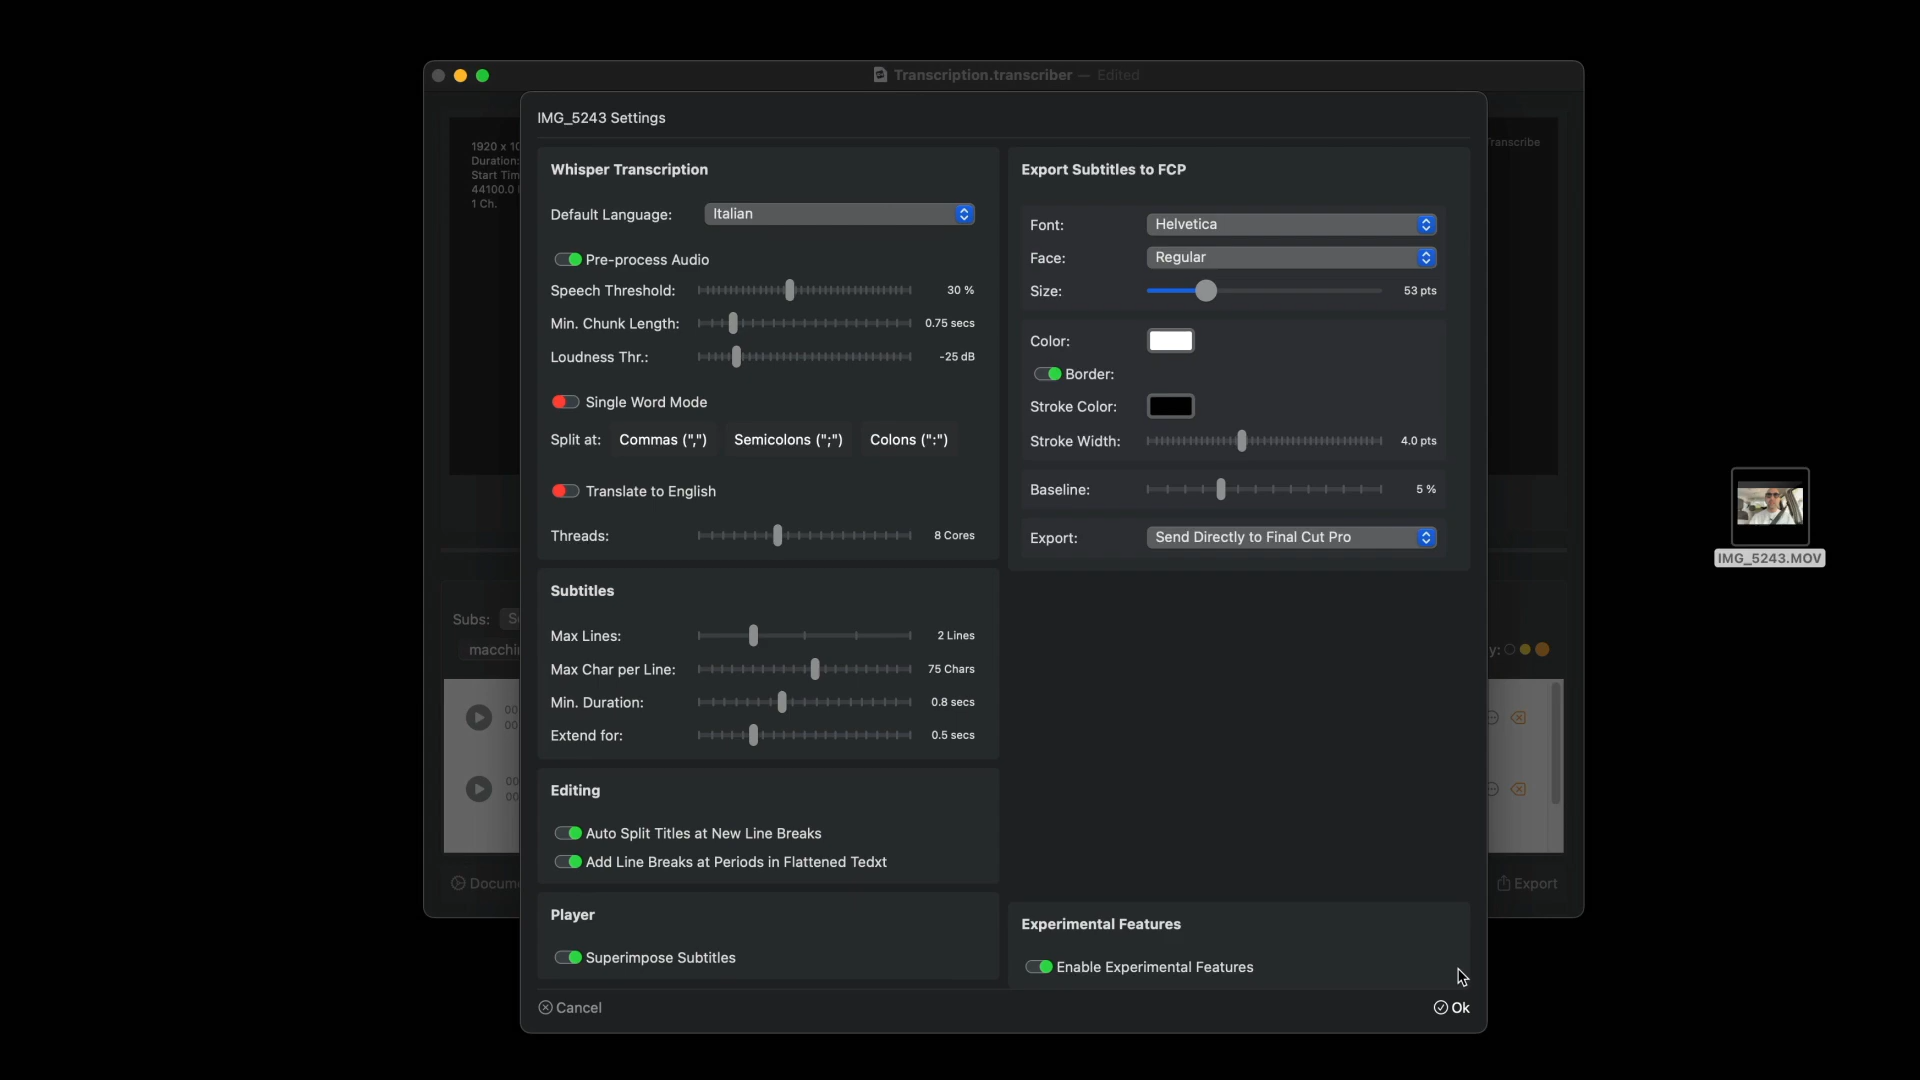 Transcription.transcriber — Edited
IMG_5243 Settings
1920 x 10
Duration:
Start Tim
44100.0
1 Ch.
Transcribe
Whisper Transcription
Default Language: Italian
Pre-process Audio
Speech Threshold: 30 %
Min. Chunk Length: 0.75 secs
Loudness Thr.: -25 dB
Single Word Mode
Split at: Commas (",") Semicolons (";") Colons (":")
Translate to English
Threads: 8 Cores
Subtitles
Max Lines: 2 Lines
Max Char per Line: 75 Chars
Min. Duration: 0.8 secs
Extend for: 0.5 secs
Editing
Auto Split Titles at New Line Breaks
Add Line Breaks at Periods in Flattened Tedxt
Player
Superimpose Subtitles
Export Subtitles to FCP
Font: Helvetica
Face: Regular
Size: 53 pts
Color:
Border:
Stroke Color:
Stroke Width: 4.0 pts
Baseline: 5 %
Export: Send Directly to Final Cut Pro
Experimental Features
Enable Experimental Features
Cancel
Ok
Subs:
macchi
y:
00
00
00
00
Docume
Export
IMG_5243.MOV